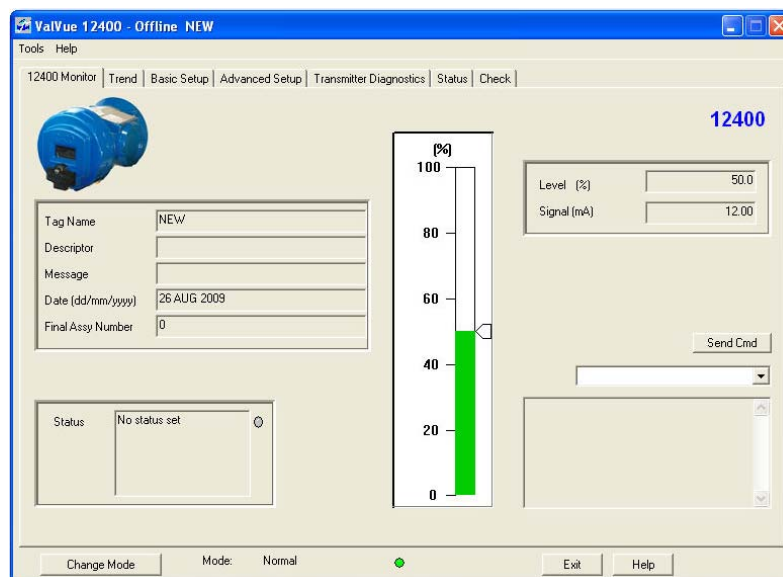 ValVue 12400 - Offline NEW
Tools Help
12400 Monitor Trend Basic Setup Advanced Setup Transmitter Diagnostics Status Check
12400
(%)
100
80
60
40
20
0
Level (%) 50.0
Signal (mA) 12.00
Tag Name NEW
Descriptor
Message
Date (dd/mm/yyyy) 26 AUG 2009
Final Assy Number 0
Send Cmd
Status No status set
Change Mode Mode: Normal Exit Help